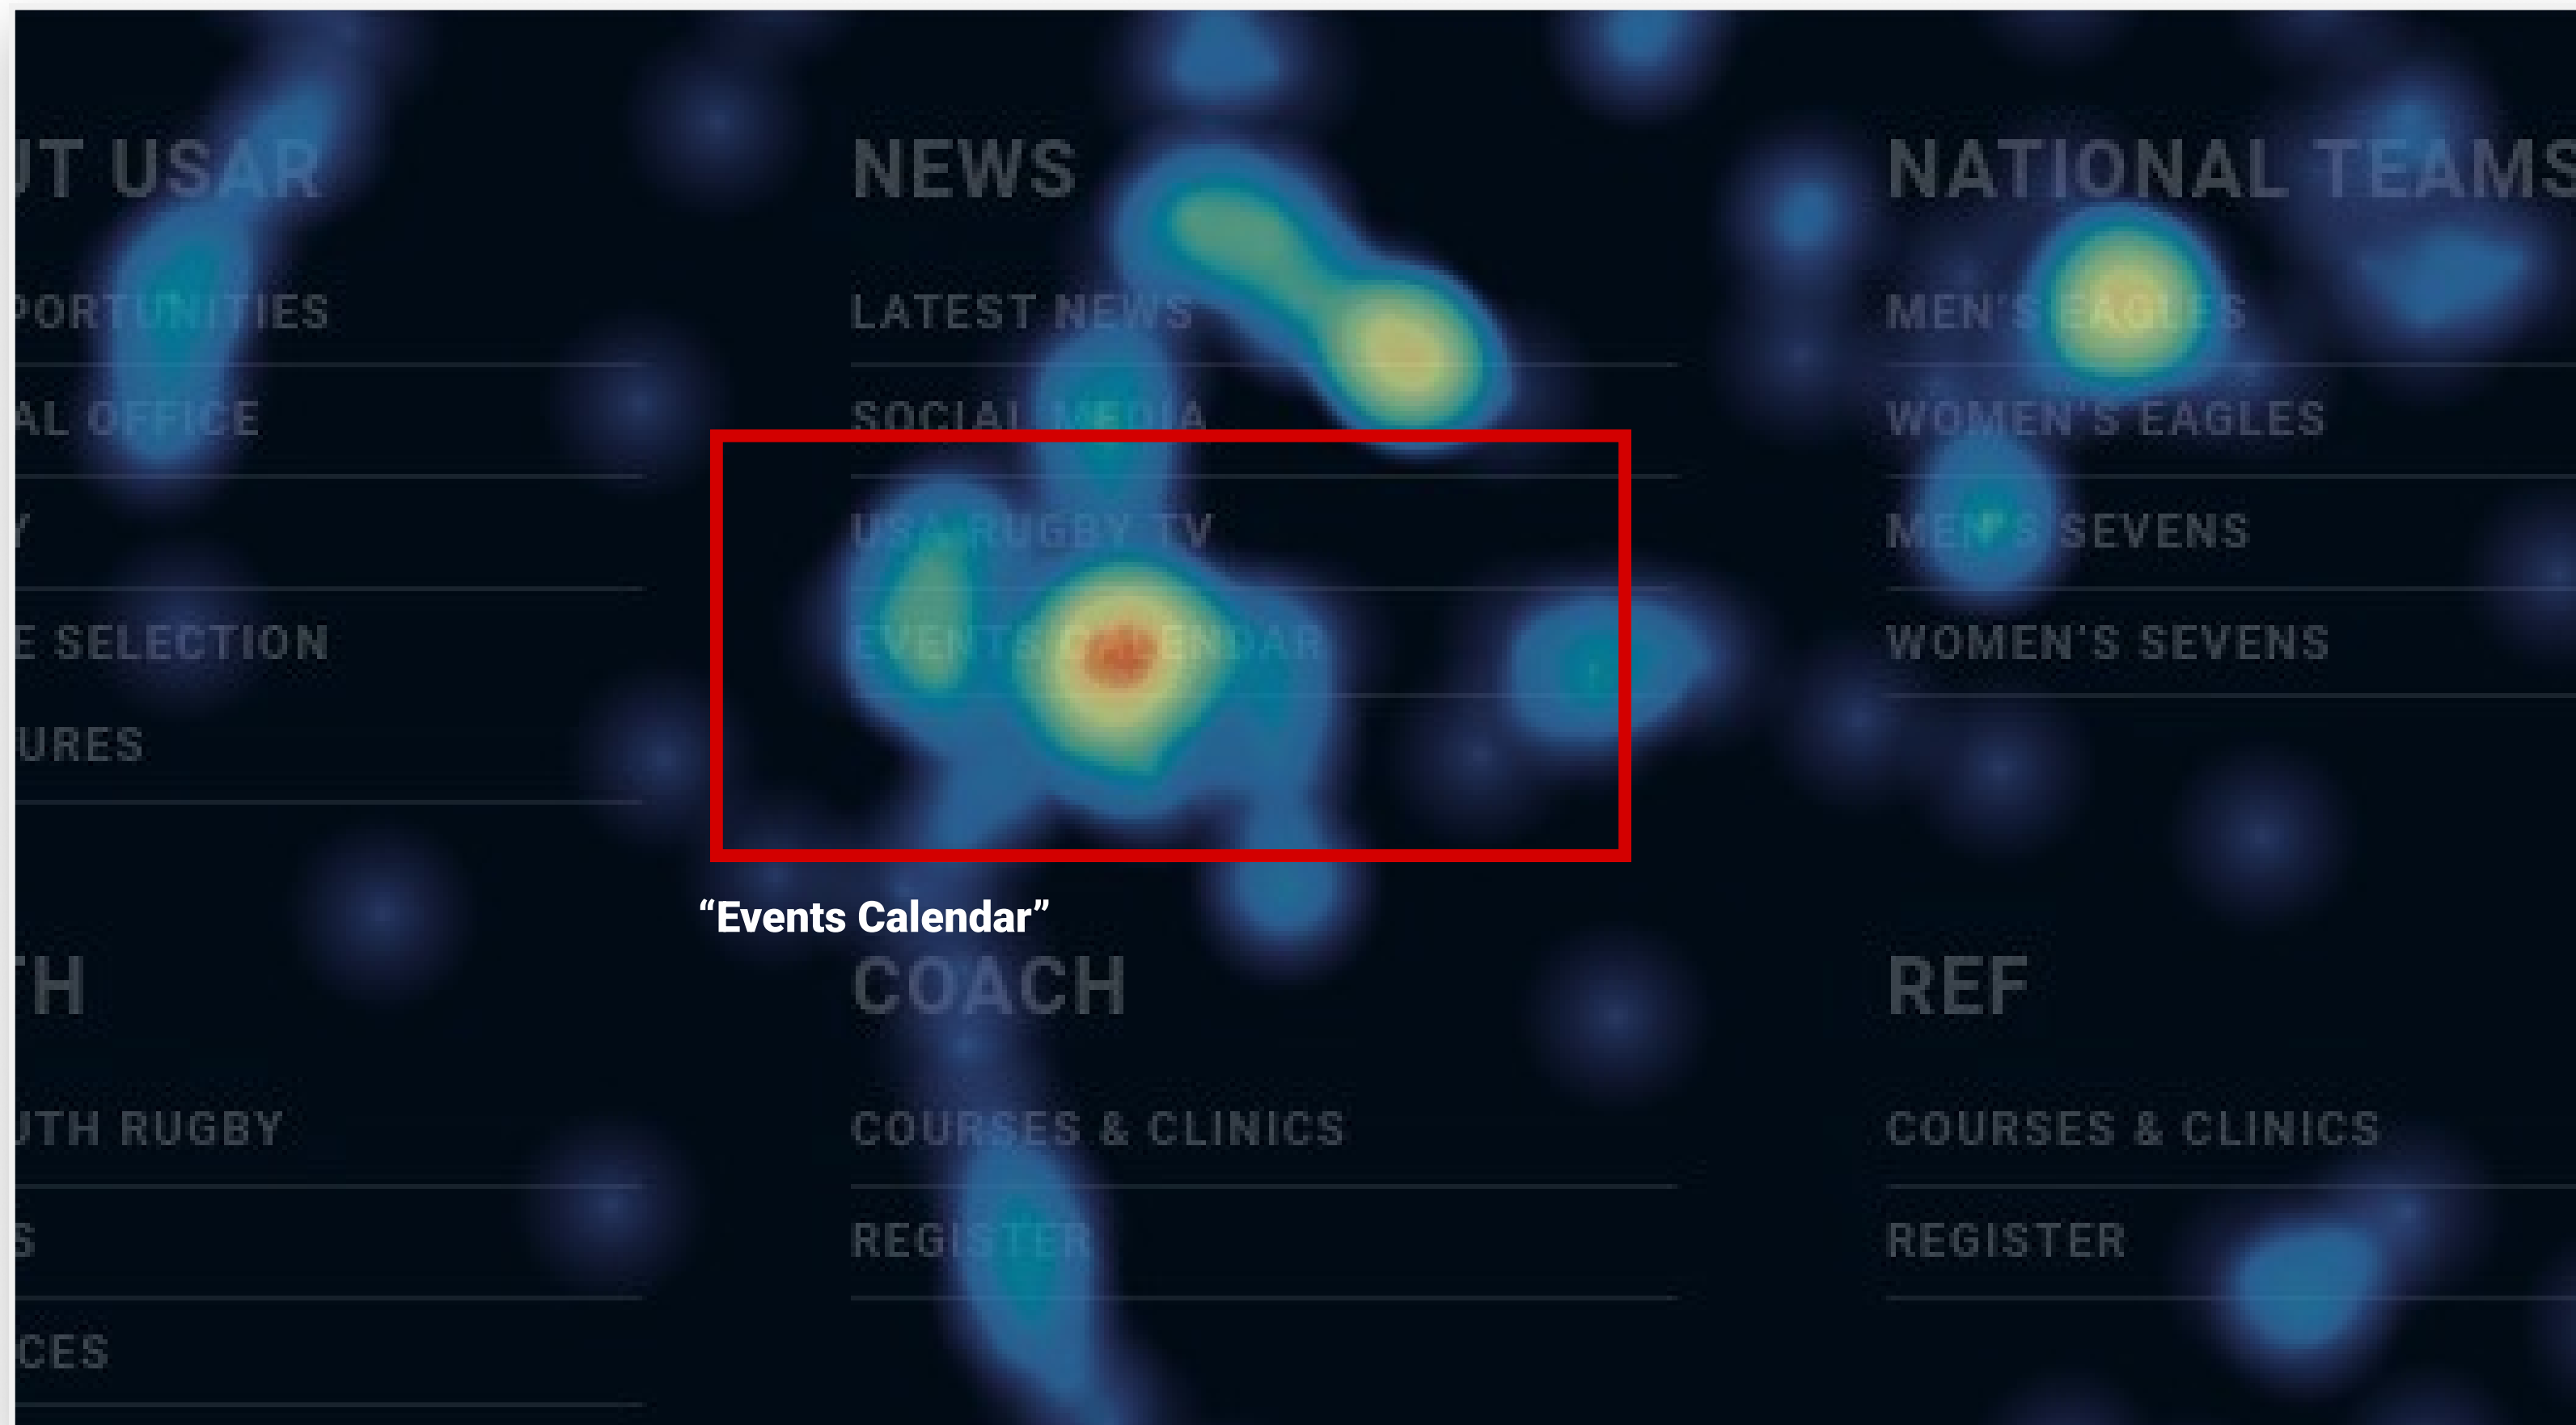 UT USAR
PORTUNITIES
AL OFFICE
Y
E SELECTION
URES
NEWS
LATEST NEWS
SOCIAL MEDIA
USA RUGBY TV
EVENTS CALENDAR
NATIONAL TEAMS
MEN'S EAGLES
WOMEN'S EAGLES
MEN'S SEVENS
WOMEN'S SEVENS
“Events Calendar”
TH
UTH RUGBY
S
CES
COACH
COURSES & CLINICS
REGISTER
REF
COURSES & CLINICS
REGISTER